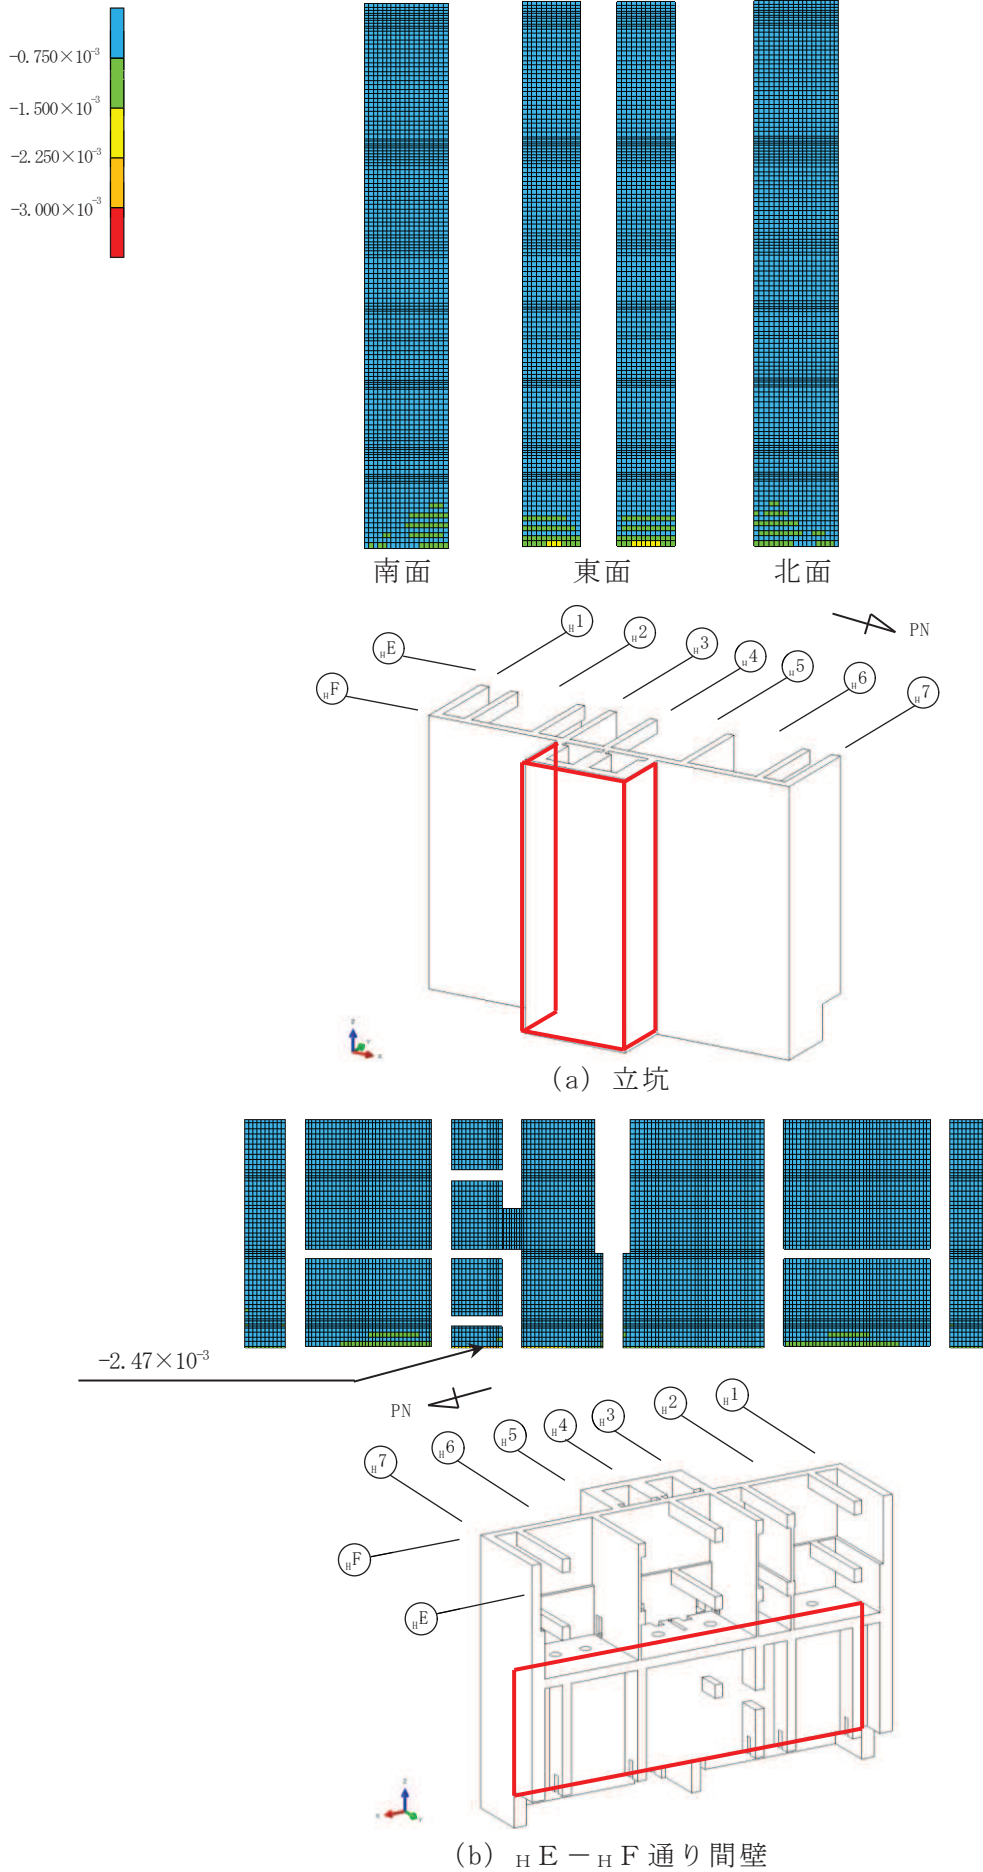 -0.750×10⁻³
-1.500×10⁻³
-2.250×10⁻³
-3.000×10⁻³
南面 東面 北面
PN
HE H1 H2 H3 H4 H5 H6 H7
HF
Z
Y
X
(a) 立坑
-2.47×10⁻³
PN
H7 H6 H5 H4 H3 H2 H1
HF
HE
Z
X
Y
(b) HE-HF通り間壁